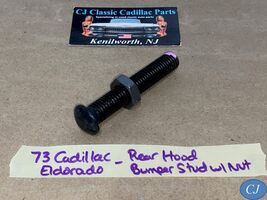 CJ Classic Cadillac Parts
Kenilworth, NJ
73 Cadillac Eldorado - Rear Hood Bumper Stud w/ Nut
CJ